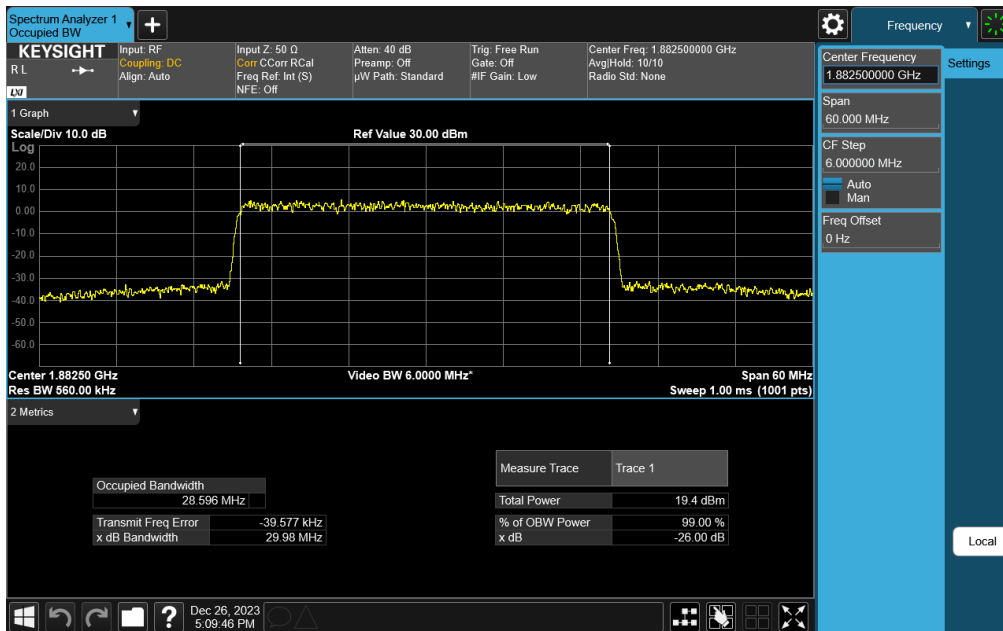 Spectrum Analyzer 1
Occupied BW
Frequency
KEYSIGHT
R L
LXI
Input: RF
Coupling: DC
Align: Auto
Input Z: 50 Ω
Corr CCorr RCal
Freq Ref: Int (S)
NFE: Off
Atten: 40 dB
Preamp: Off
µW Path: Standard
Trig: Free Run
Gate: Off
#IF Gain: Low
Center Freq: 1.882500000 GHz
Avg|Hold: 10/10
Radio Std: None
Center Frequency
1.882500000 GHz
Settings
Span
60.000 MHz
CF Step
6.000000 MHz
Auto
Man
Freq Offset
0 Hz
Local
1 Graph
Scale/Div 10.0 dB
Ref Value 30.00 dBm
Log
20.0
10.0
0.00
-10.0
-20.0
-30.0
-40.0
-50.0
-60.0
Center 1.88250 GHz
Video BW 6.0000 MHz*
Span 60 MHz
Res BW 560.00 kHz
Sweep 1.00 ms (1001 pts)
2 Metrics
Measure Trace
Trace 1
Occupied Bandwidth
28.596 MHz
Total Power
19.4 dBm
Transmit Freq Error
-39.577 kHz
% of OBW Power
99.00 %
x dB Bandwidth
29.98 MHz
x dB
-26.00 dB
?
Dec 26, 2023
5:09:46 PM